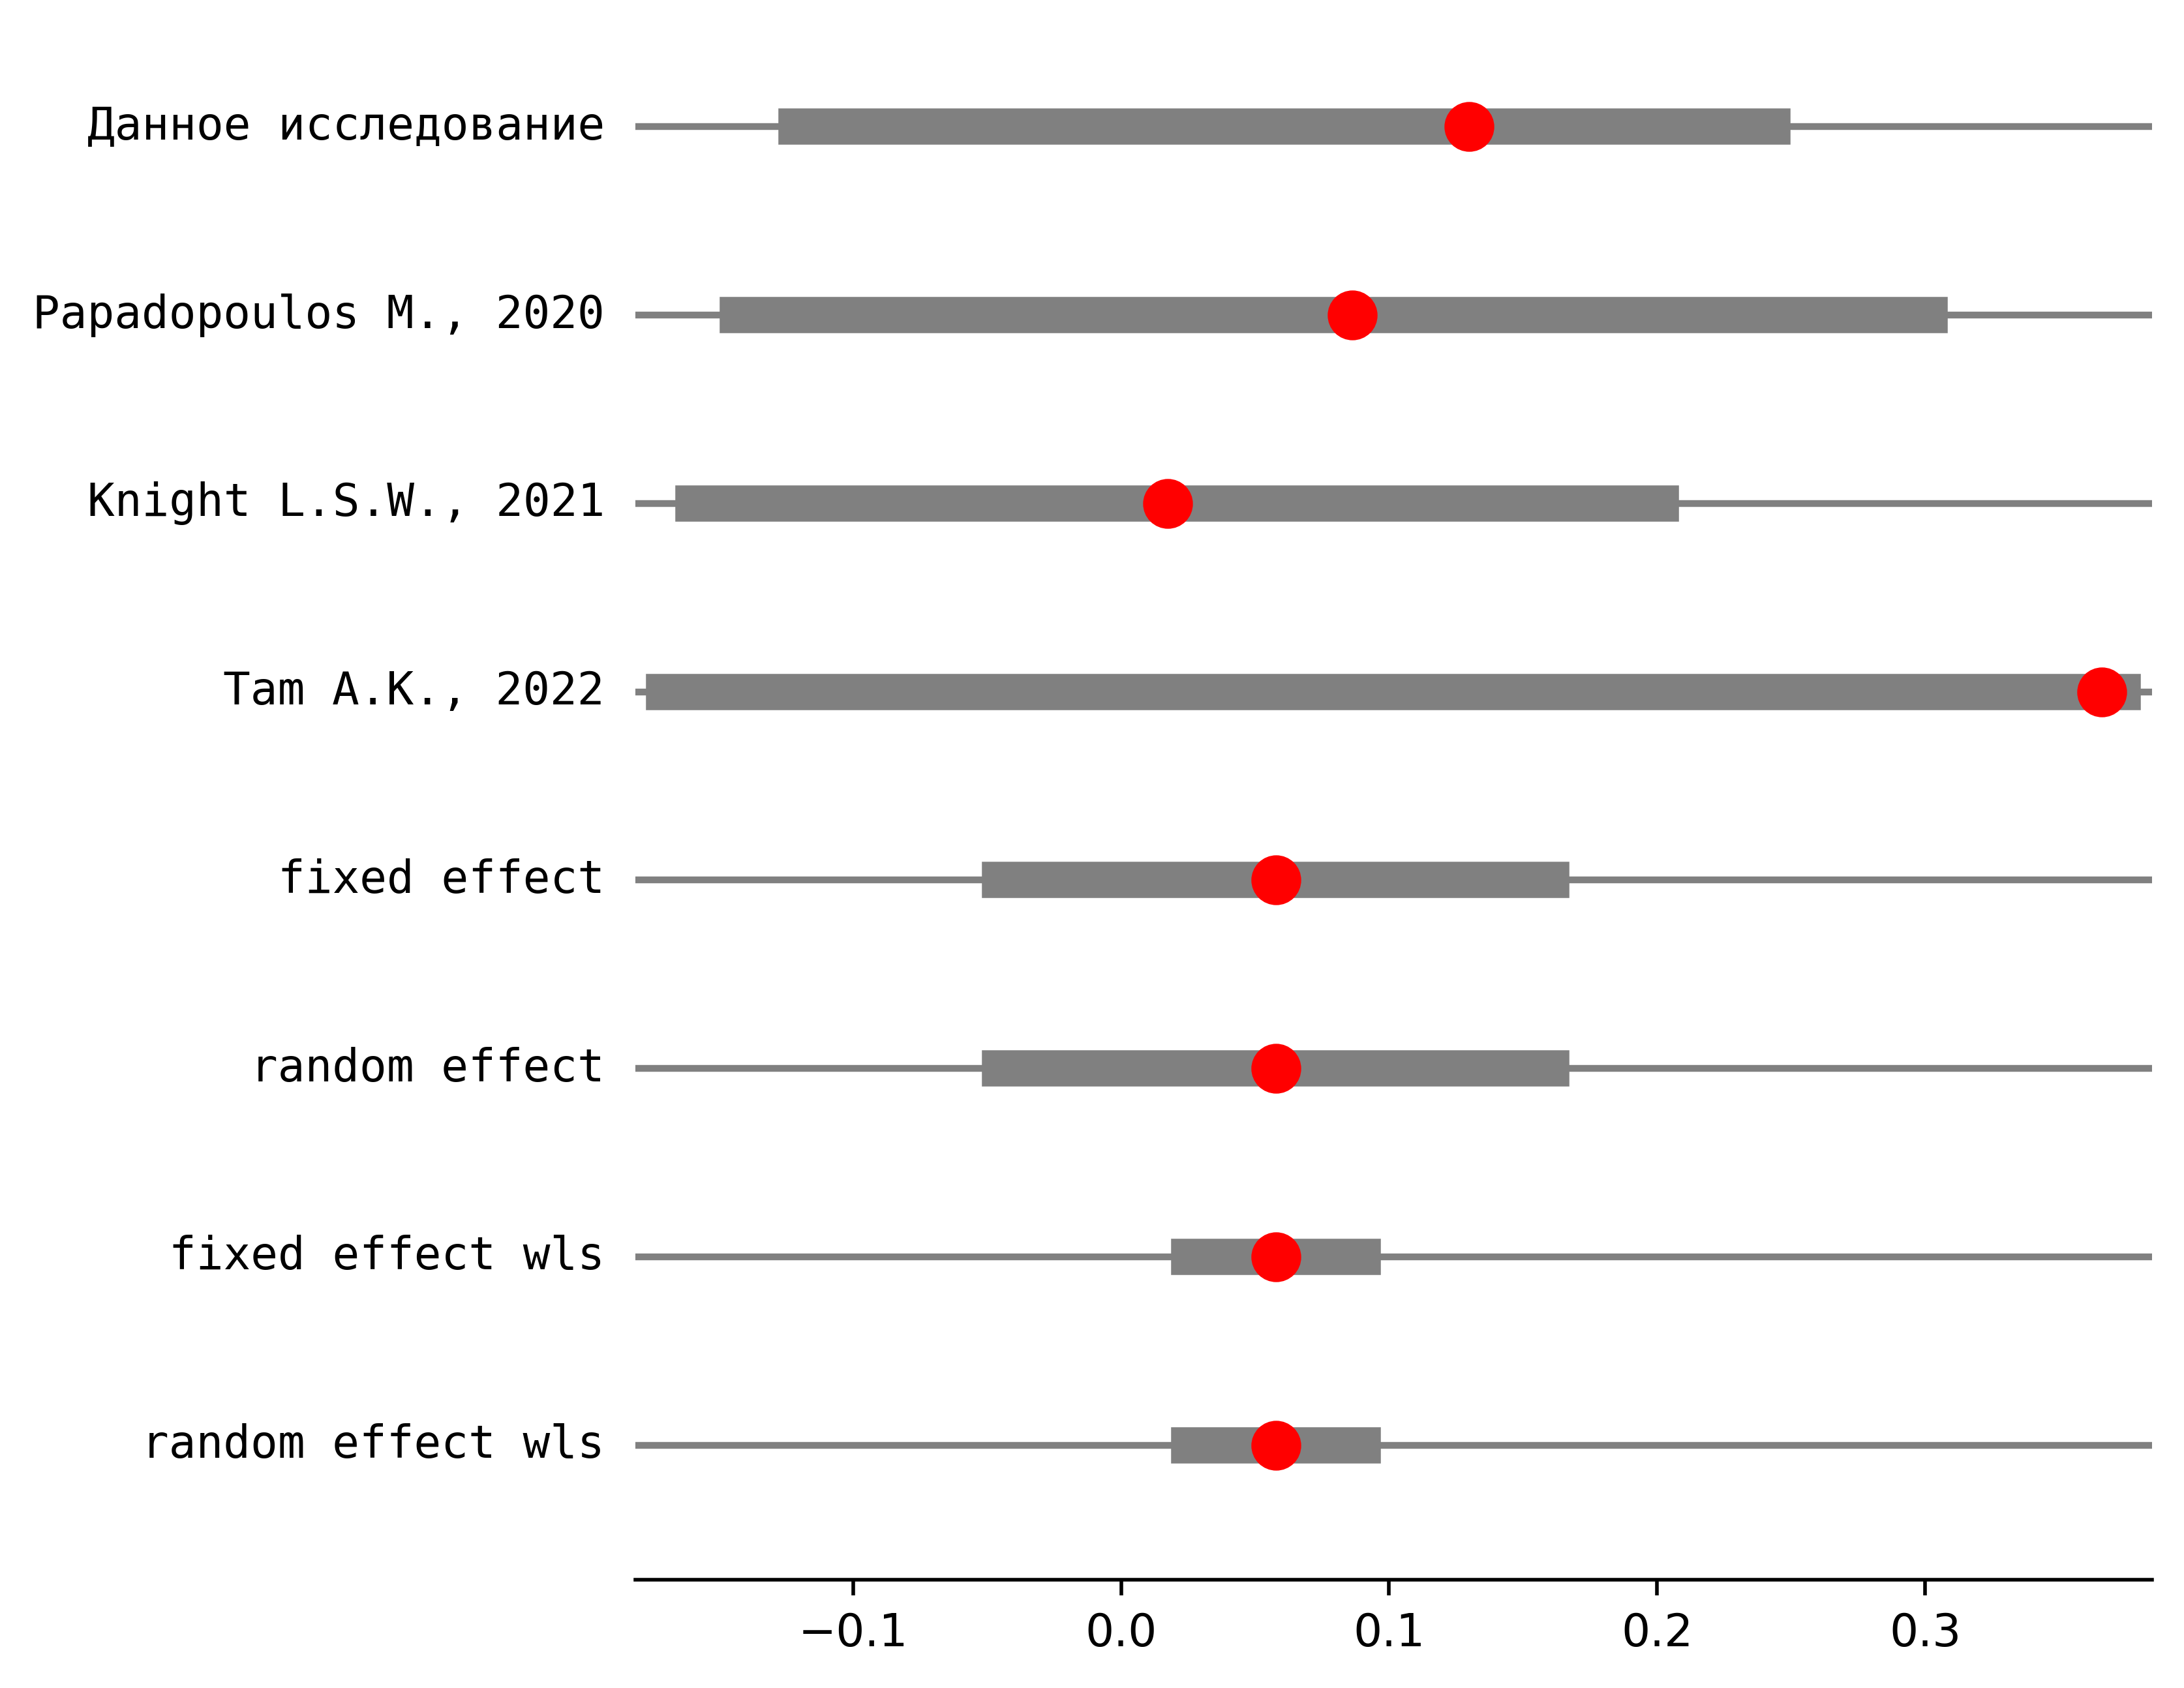 Данное исследование
Papadopoulos M., 2020
Knight L.S.W., 2021
Tam A.K., 2022
fixed effect
random effect
fixed effect wls
random effect wls
−0.1 0.0 0.1 0.2 0.3